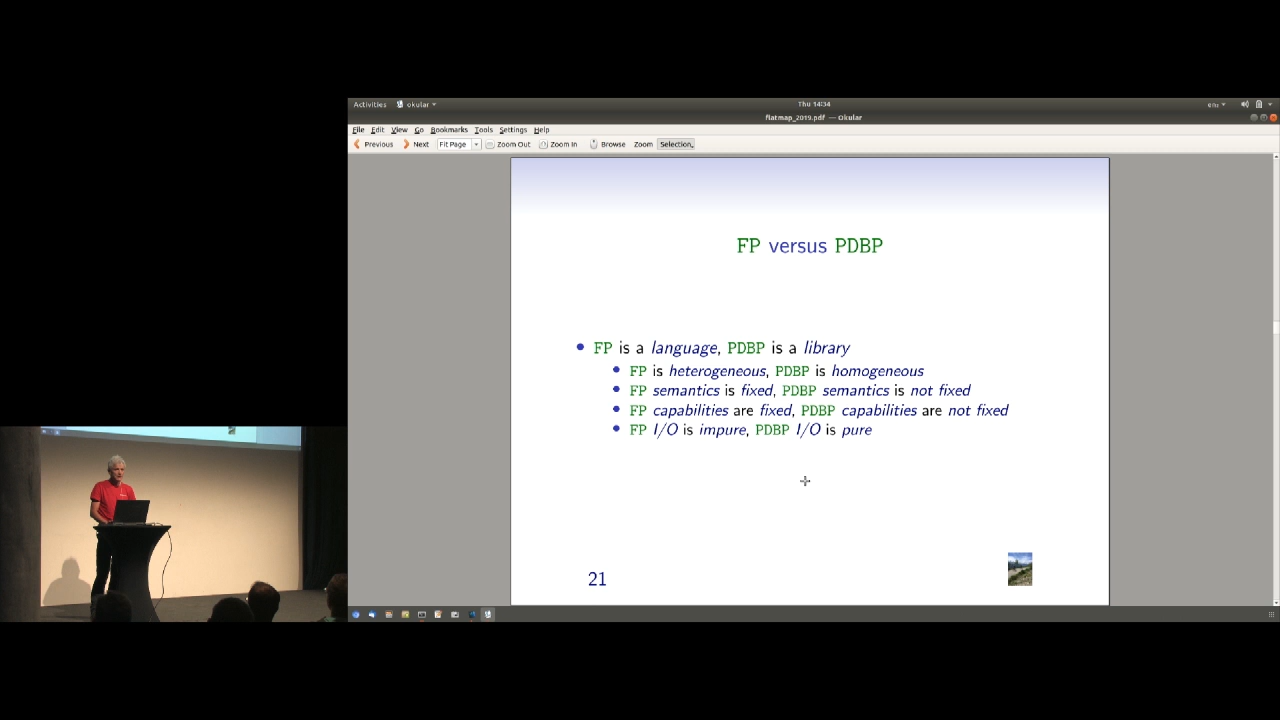 Activities okular Thu 14:34 en₁
flatmap_2019.pdf — Okular
File Edit View Go Bookmarks Tools Settings Help
Previous Next Fit Page Zoom Out Zoom In Browse Zoom Selection
FP versus PDBP
• FP is a language, PDBP is a library
• FP is heterogeneous, PDBP is homogeneous
• FP semantics is fixed, PDBP semantics is not fixed
• FP capabilities are fixed, PDBP capabilities are not fixed
• FP I/O is impure, PDBP I/O is pure
21